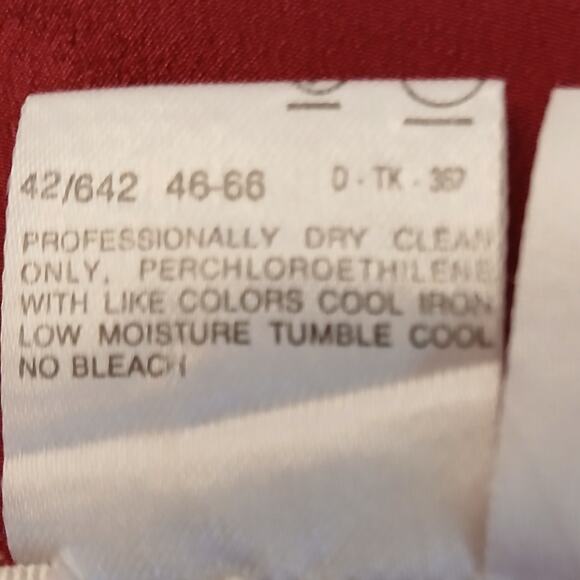 42/642 46-66 D - TK - 367
PROFESSIONALLY DRY CLEAN
ONLY, PERCHLOROETHILENE
WITH LIKE COLORS COOL IRON
LOW MOISTURE TUMBLE COOL
NO BLEACH